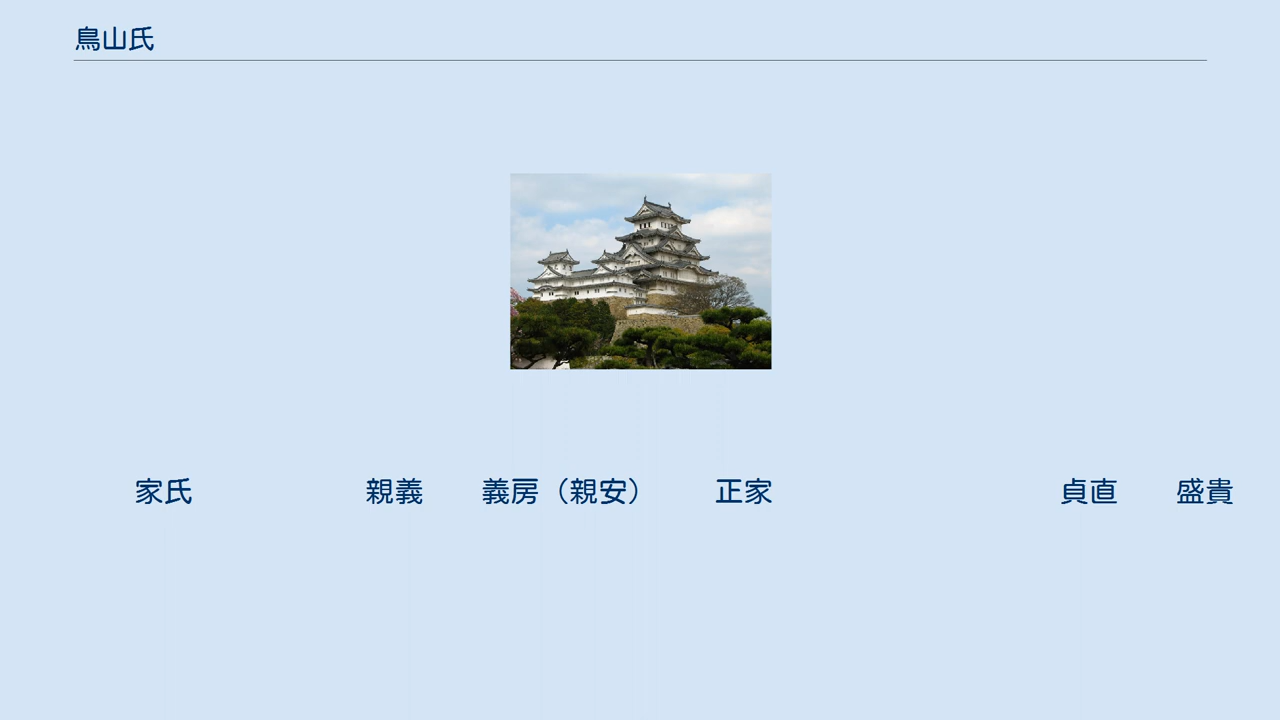 鳥山氏
家氏　　　　　　親義　　義房（親安）　　正家　　　　　　　　　　貞直　　盛貴